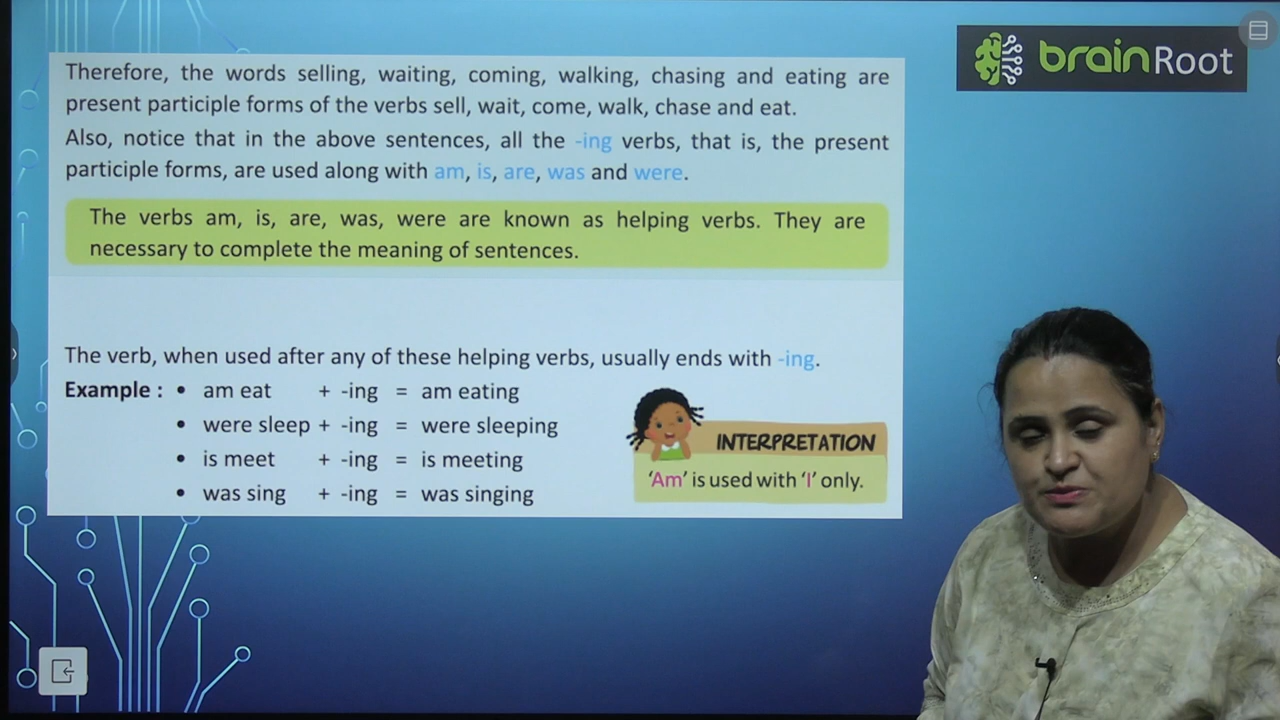 brainRoot
Therefore, the words selling, waiting, coming, walking, chasing and eating are
present participle forms of the verbs sell, wait, come, walk, chase and eat.
Also, notice that in the above sentences, all the -ing verbs, that is, the present
participle forms, are used along with am, is, are, was and were.
The verbs am, is, are, was, were are known as helping verbs. They are
necessary to complete the meaning of sentences.
The verb, when used after any of these helping verbs, usually ends with -ing.
Example : • am eat + -ing = am eating
• were sleep + -ing = were sleeping
• is meet + -ing = is meeting
• was sing + -ing = was singing
INTERPRETATION
‘Am’ is used with ‘I’ only.